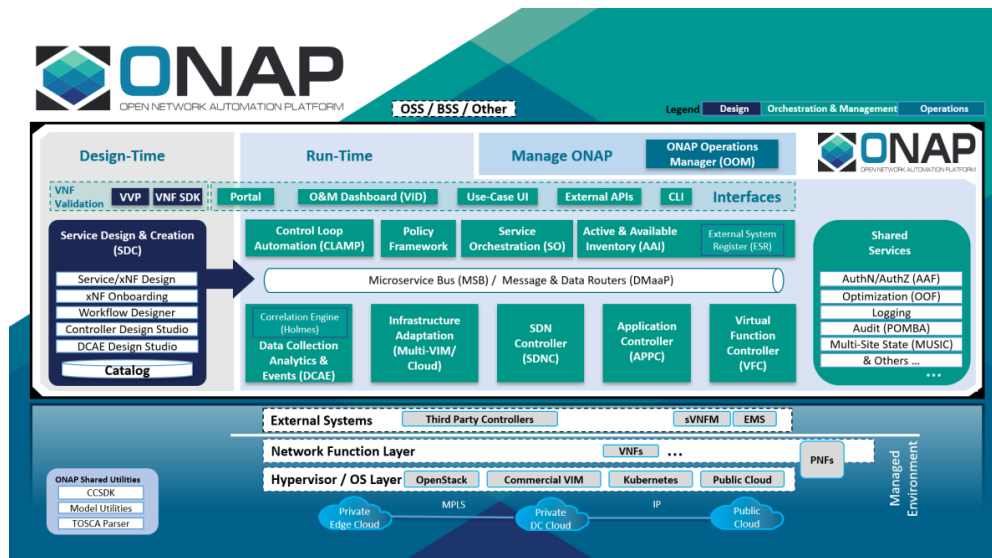 ONAP
OPEN NETWORK AUTOMATION PLATFORM
OSS / BSS / Other
Legend
Design
Orchestration & Management
Operations
Design-Time
Run-Time
Manage ONAP
ONAP Operations
Manager (OOM)
ONAP
OPEN NETWORK AUTOMATION PLATFORM
VNF
Validation
VVP
VNF SDK
Portal
O&M Dashboard (VID)
Use-Case UI
External APIs
CLI
Interfaces
Service Design & Creation
(SDC)
Service/xNF Design
xNF Onboarding
Workflow Designer
Controller Design Studio
DCAE Design Studio
Catalog
Control Loop
Automation (CLAMP)
Policy
Framework
Service
Orchestration (SO)
Active & Available
Inventory (AAI)
External System
Register (ESR)
Microservice Bus (MSB) / Message & Data Routers (DMaaP)
Correlation Engine
(Holmes)
Data Collection
Analytics &
Events (DCAE)
Infrastructure
Adaptation
(Multi-VIM/
Cloud)
SDN
Controller
(SDNC)
Application
Controller
(APPC)
Virtual
Function
Controller
(VFC)
Shared
Services
AuthN/AuthZ (AAF)
Optimization (OOF)
Logging
Audit (POMBA)
Multi-Site State (MUSIC)
& Others ...
...
External Systems
Third Party Controllers
sVNFM
EMS
Network Function Layer
VNFs
...
PNFs
Hypervisor / OS Layer
OpenStack
Commercial VIM
Kubernetes
Public Cloud
Private
Edge Cloud
MPLS
Private
DC Cloud
IP
Public
Cloud
Managed
Environment
ONAP Shared Utilities
CCSDK
Model Utilities
TOSCA Parser